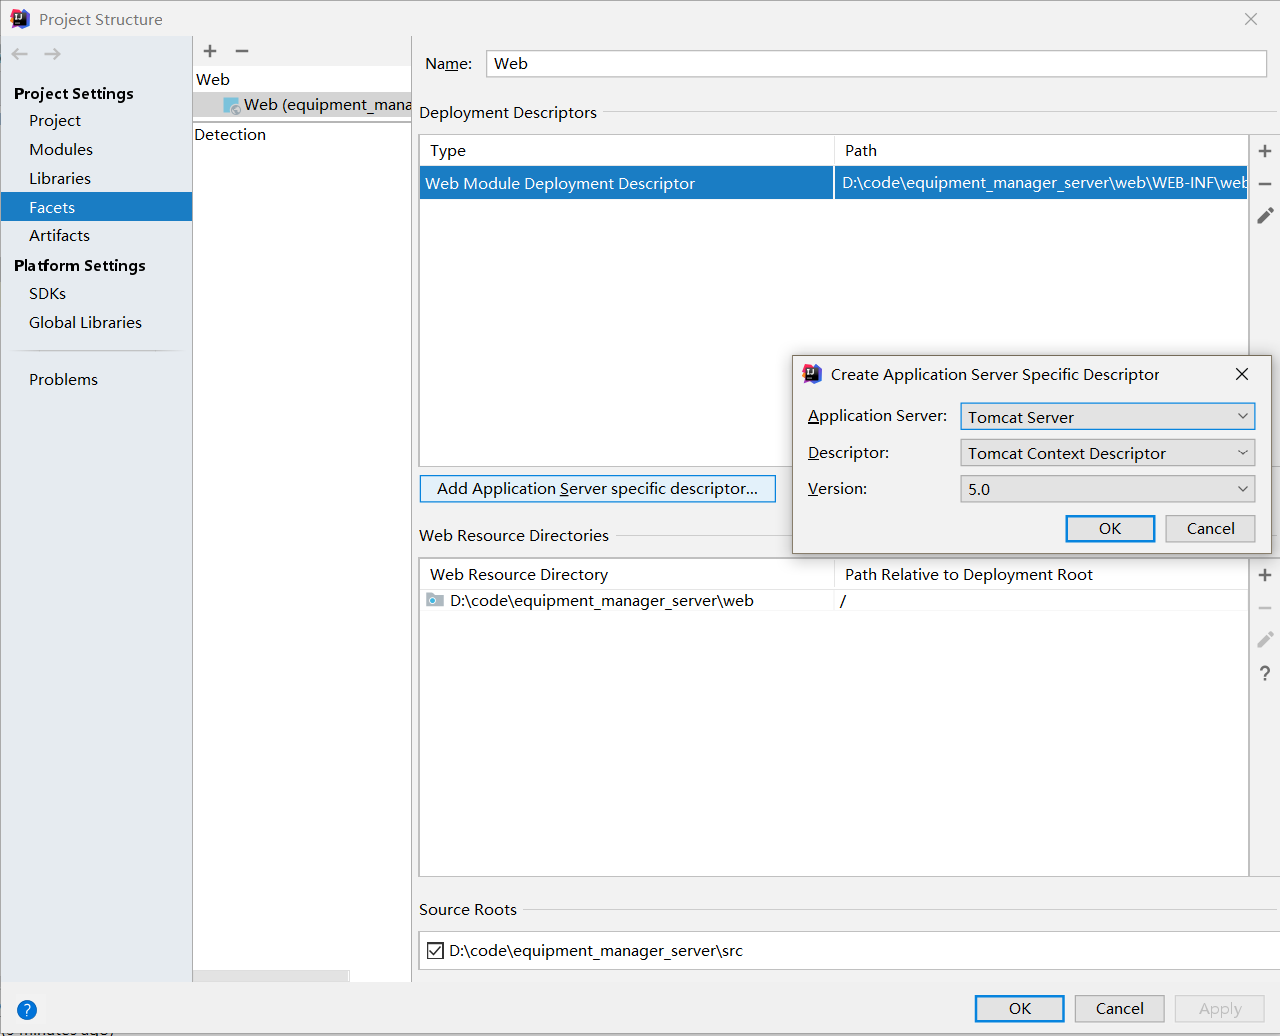 Project Structure
Project Settings
Project
Modules
Libraries
Facets
Artifacts
Platform Settings
SDKs
Global Libraries
Problems
Web
Web (equipment_mana
Detection
Name: Web
Deployment Descriptors
Type Path
Web Module Deployment Descriptor D:\code\equipment_manager_server\web\WEB-INF\web
Add Application Server specific descriptor...
Create Application Server Specific Descriptor
Application Server: Tomcat Server
Descriptor: Tomcat Context Descriptor
Version: 5.0
OK Cancel
Web Resource Directories
Web Resource Directory Path Relative to Deployment Root
D:\code\equipment_manager_server\web /
?
Source Roots
D:\code\equipment_manager_server\src
? OK Cancel Apply